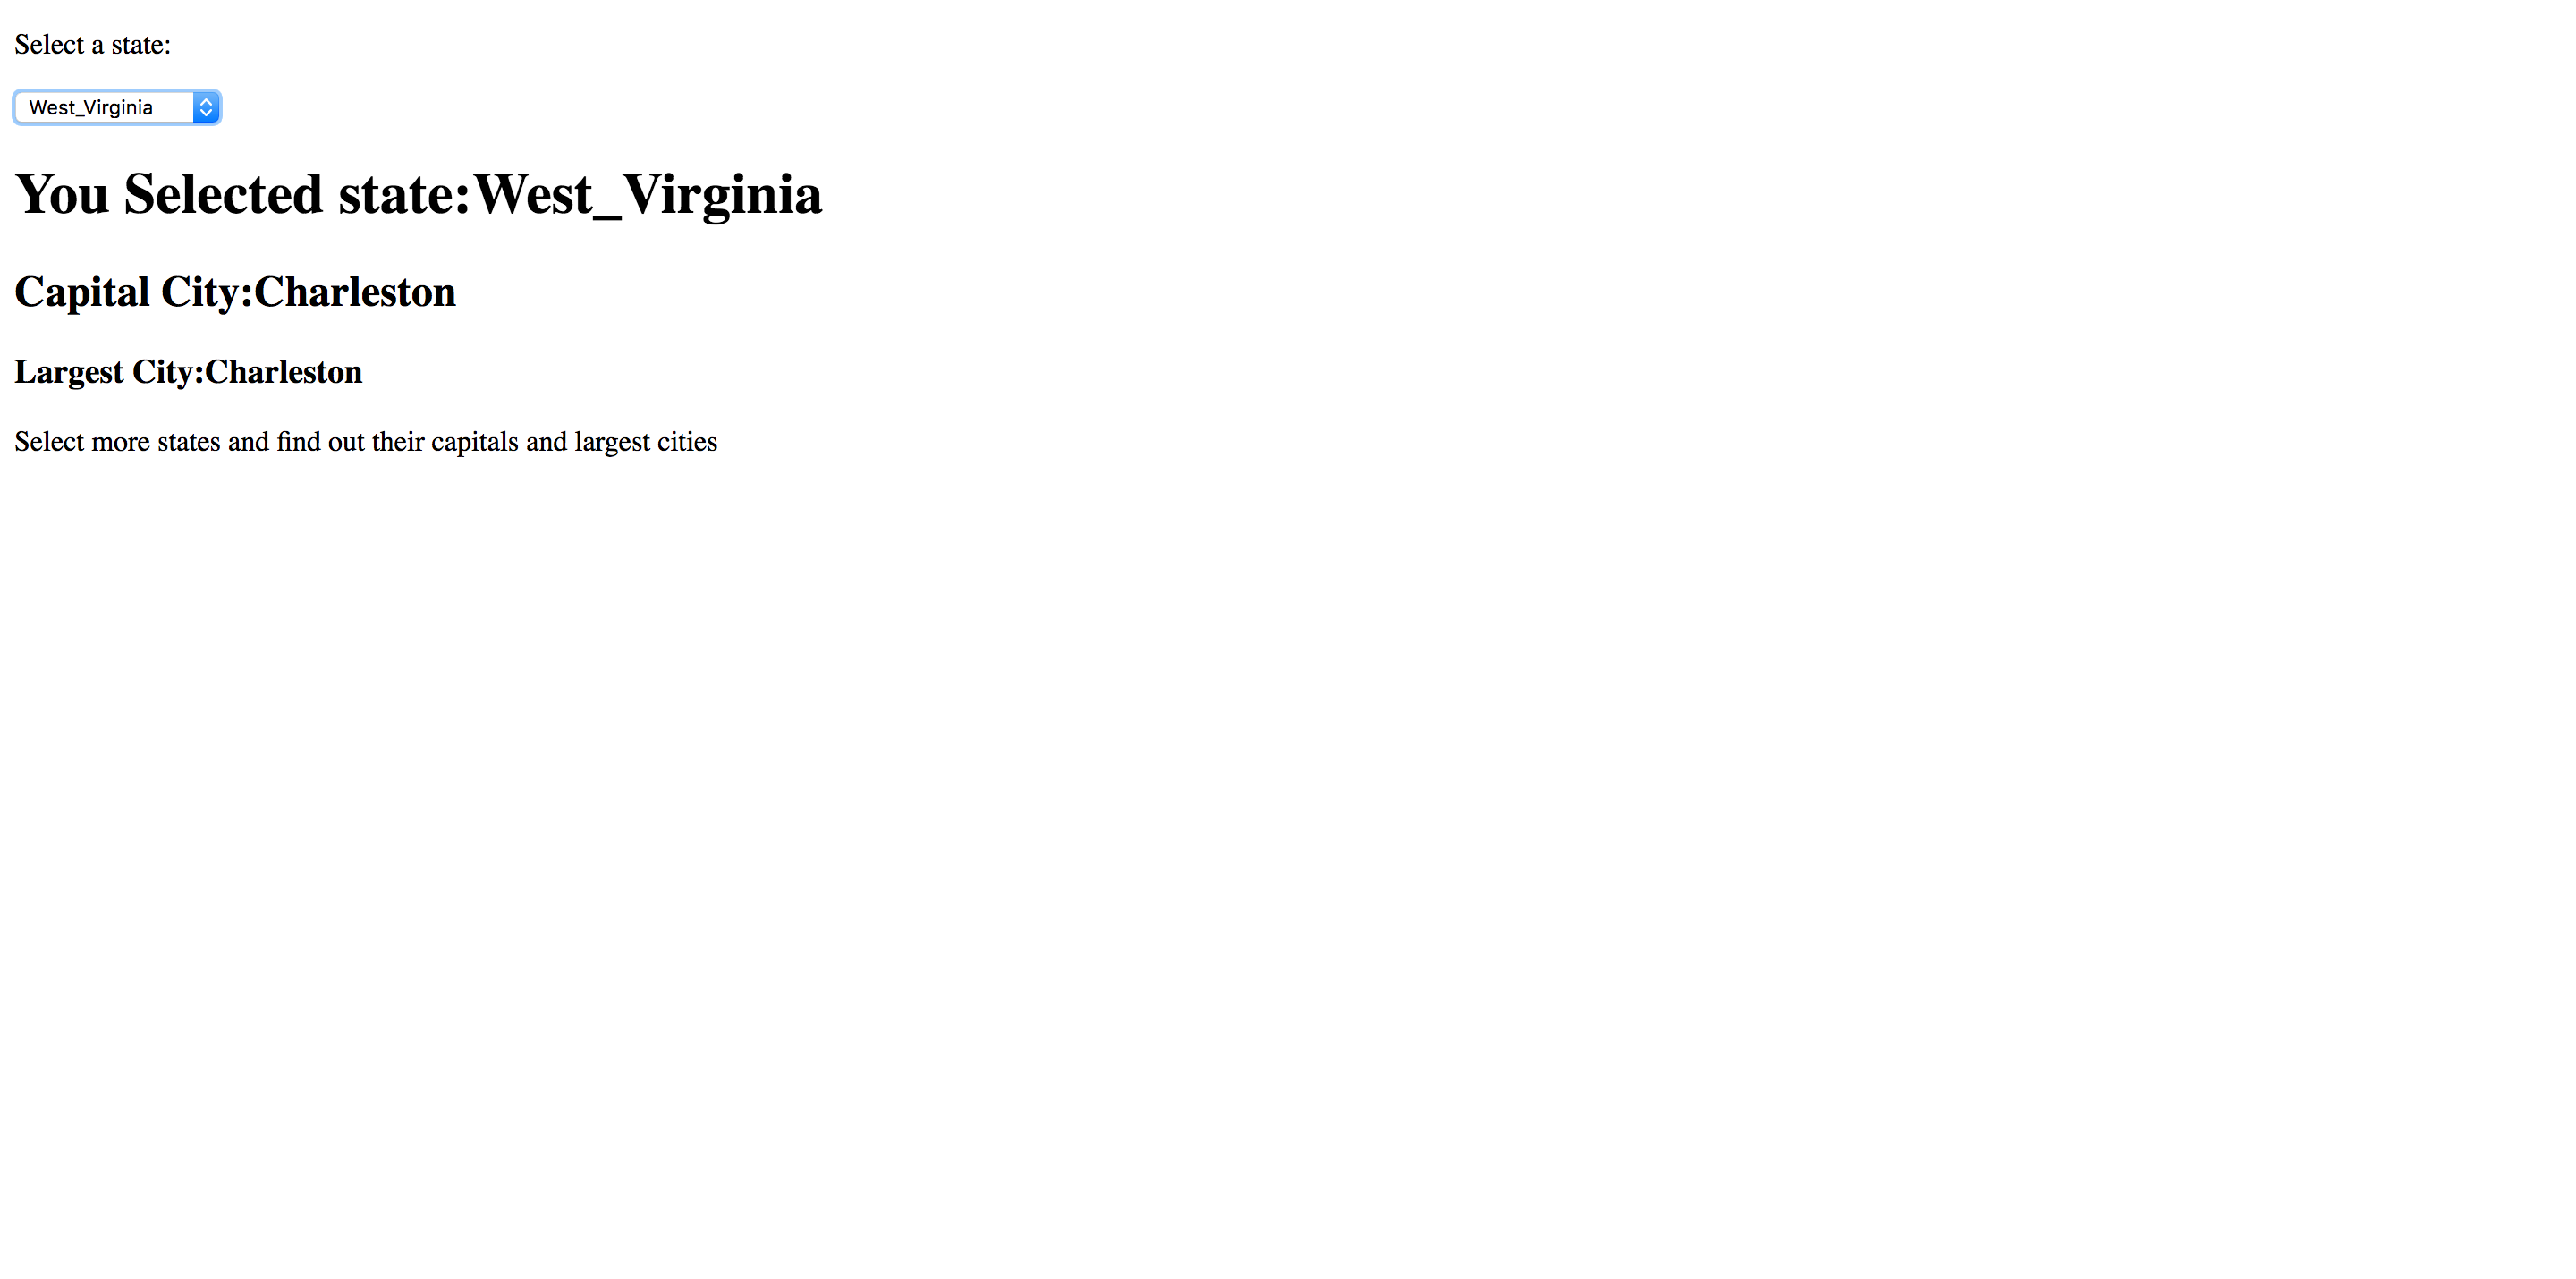 Select a state:
West_Virginia
You Selected state:West_Virginia
Capital City:Charleston
Largest City:Charleston
Select more states and find out their capitals and largest cities